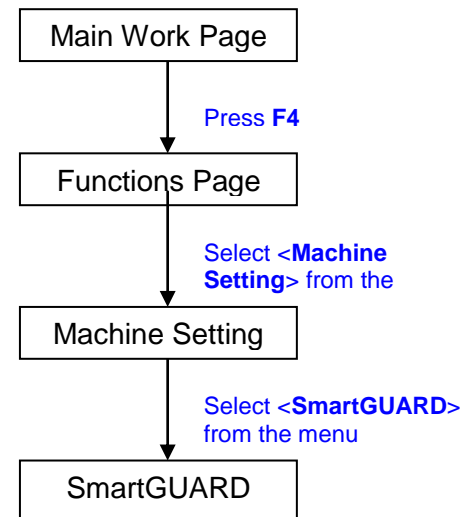 Main Work Page
Press F4
Functions Page
Select <Machine
Setting> from the
Machine Setting
Select <SmartGUARD>
from the menu
SmartGUARD